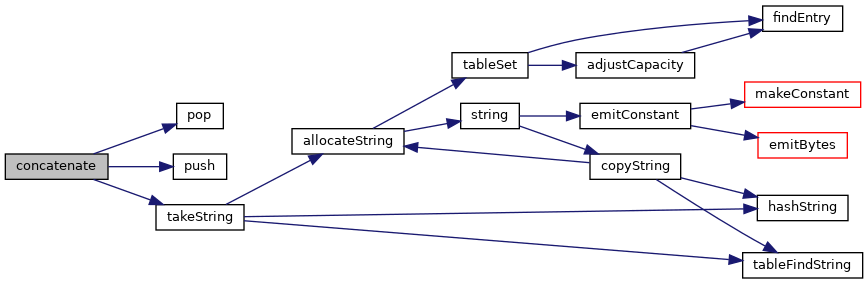 concatenate
pop
push
takeString
allocateString
tableSet
string
adjustCapacity
emitConstant
copyString
findEntry
makeConstant
emitBytes
hashString
tableFindString